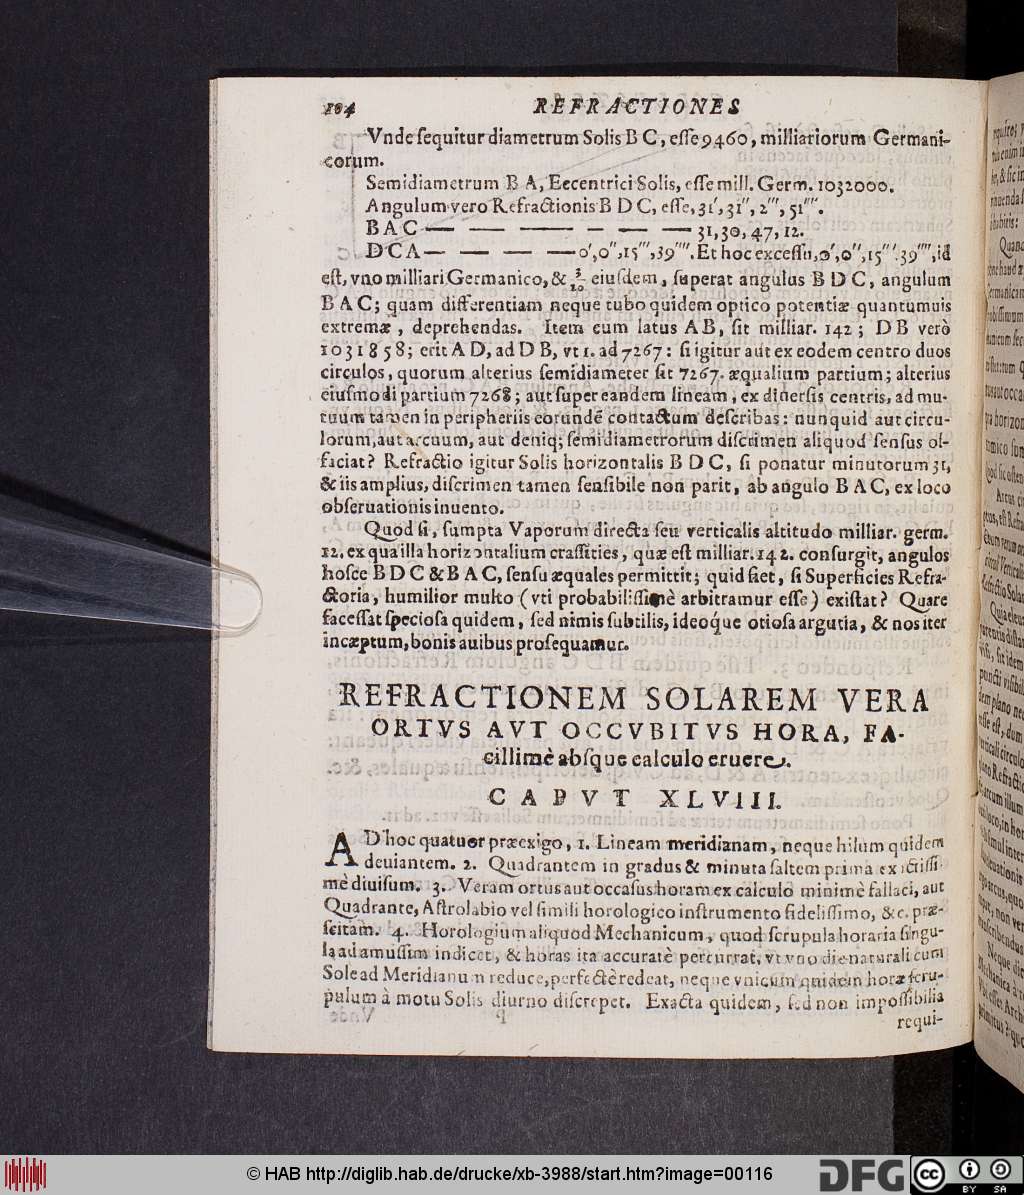 104 REFRACTIONES
Vnde sequitur diametrum Solis B C, esse 9460, milliariorum Germani-
corum.
Semidiametrum B A, Eccentrici Solis, esse mill. Germ. 1032000.
Angulum vero Refractionis B D C, esse, 31′, 31″, 2‴, 51⁗.
B A C — — — — — — 31, 30, 47, 12.
D C A — — — — 0′, 0″, 15‴, 39⁗. Et hoc excessu, 0′, 0″, 15‴. 39⁗, id
est, vno milliari Germanico, & 3/20 eiusdem, superat angulus B D C, angulum
B A C; quam differentiam neque tubo quidem optico potentiæ quantumuis
extremæ, deprehendas. Item cum latus A B, sit milliar. 142; D B verò
1031858; erit A D, ad D B, vt 1. ad 7267: si igitur aut ex eodem centro duos
circulos, quorum alterius semidiameter sit 7267. æqualium partium; alterius
eiusmodi partium 7268; aut super eandem lineam, ex diuersis centris, ad mu-
tuum tamen in peripheriis eorundē contactum describas: nunquid aut circu-
lorum, aut arcuum, aut deniq; semidiametrorum discrimen aliquod sensus ol-
faciat? Refractio igitur Solis horizontalis B D C, si ponatur minutorum 31,
& iis amplius, discrimen tamen sensibile non parit, ab angulo B A C, ex loco
obseruationis inuento.
Quod si, sumpta Vaporum directa seu verticalis altitudo milliar. germ.
12. ex qua illa horizontalium crassities, quæ est milliar. 142. consurgit, angulos
hosce B D C & B A C, sensu æquales permittit; quid fiet, si Superficies Refra-
ctoria, humilior multo (vti probabilissimè arbitramur esse) existat? Quare
facessat speciosa quidem, sed nimis subtilis, ideoq́ue otiosa argutia, & nos iter
incæptum, bonis auibus prosequamur.
REFRACTIONEM SOLAREM VERA
ORTVS AVT OCCVBITVS HORA, FA-
cillimè absque calculo eruere.
CAPVT XLVIII.
AD hoc quatuor præexigo, 1. Lineam meridianam, neque hilum quidem
deuiantem. 2. Quadrantem in gradus & minuta saltem prima exactissi-
mè diuisum. 3. Veram ortus aut occasus horam ex calculo minimè fallaci, aut
Quadrante, Astrolabio vel simili horologico instrumento fidelissimo, &c. præ-
scitam. 4. Horologium aliquod Mechanicum, quod scrupula horaria singu-
la adamussim indicet, & horas ita accuratè percurrat, vt vno die naturali cum
Sole ad Meridianum reduce, perfectè redeat, neque vnicum quidem horæ scru-
pulum à motu Solis diurno discrepet. Exacta quidem, sed non impossibilia
requi-
© HAB http://diglib.hab.de/drucke/xb-3988/start.htm?image=00116
DFG
cc BY SA